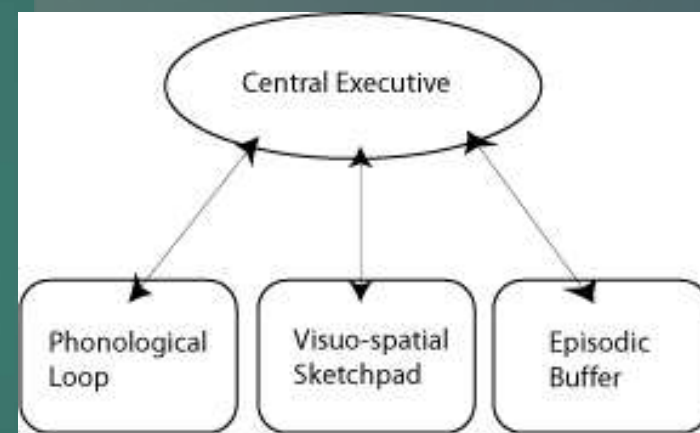 Central Executive
Phonological
Loop
Visuo-spatial
Sketchpad
Episodic
Buffer